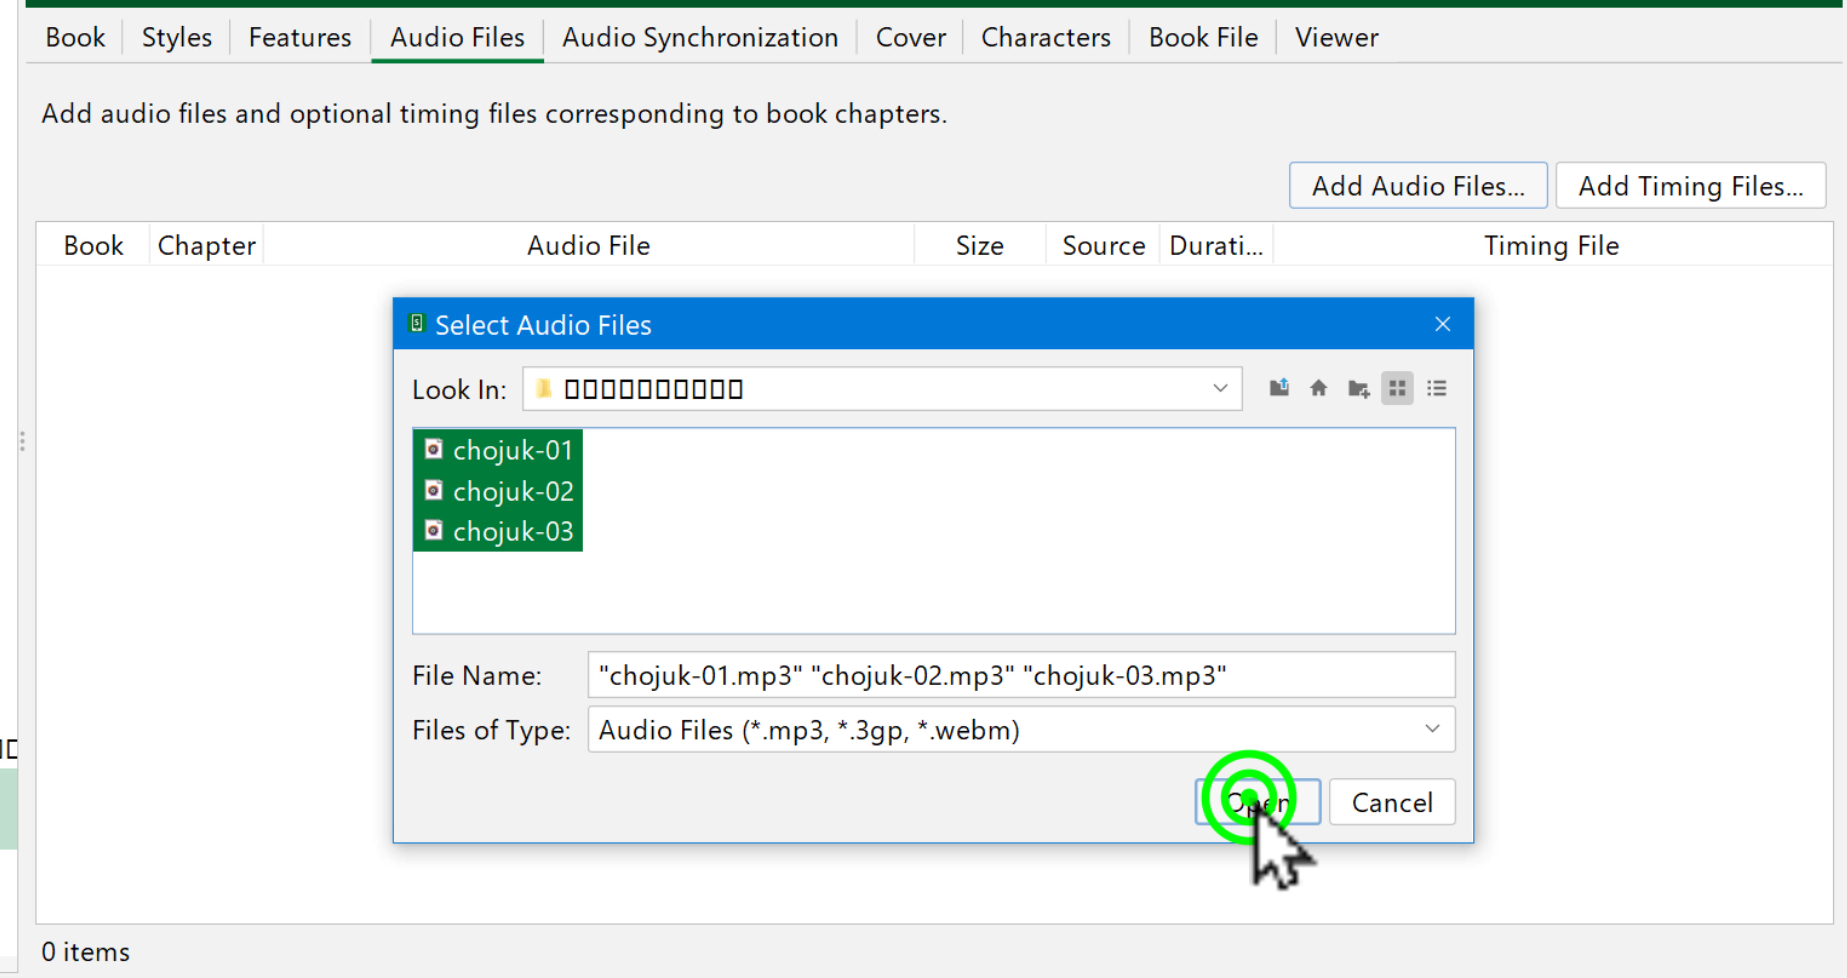 Book Styles Features Audio Files Audio Synchronization Cover Characters Book File Viewer
Add audio files and optional timing files corresponding to book chapters.
Add Audio Files... Add Timing Files...
Book Chapter Audio File Size Source Durati... Timing File
Select Audio Files
Look In:
chojuk-01
chojuk-02
chojuk-03
File Name: "chojuk-01.mp3" "chojuk-02.mp3" "chojuk-03.mp3"
Files of Type: Audio Files (*.mp3, *.3gp, *.webm)
Open Cancel
0 items